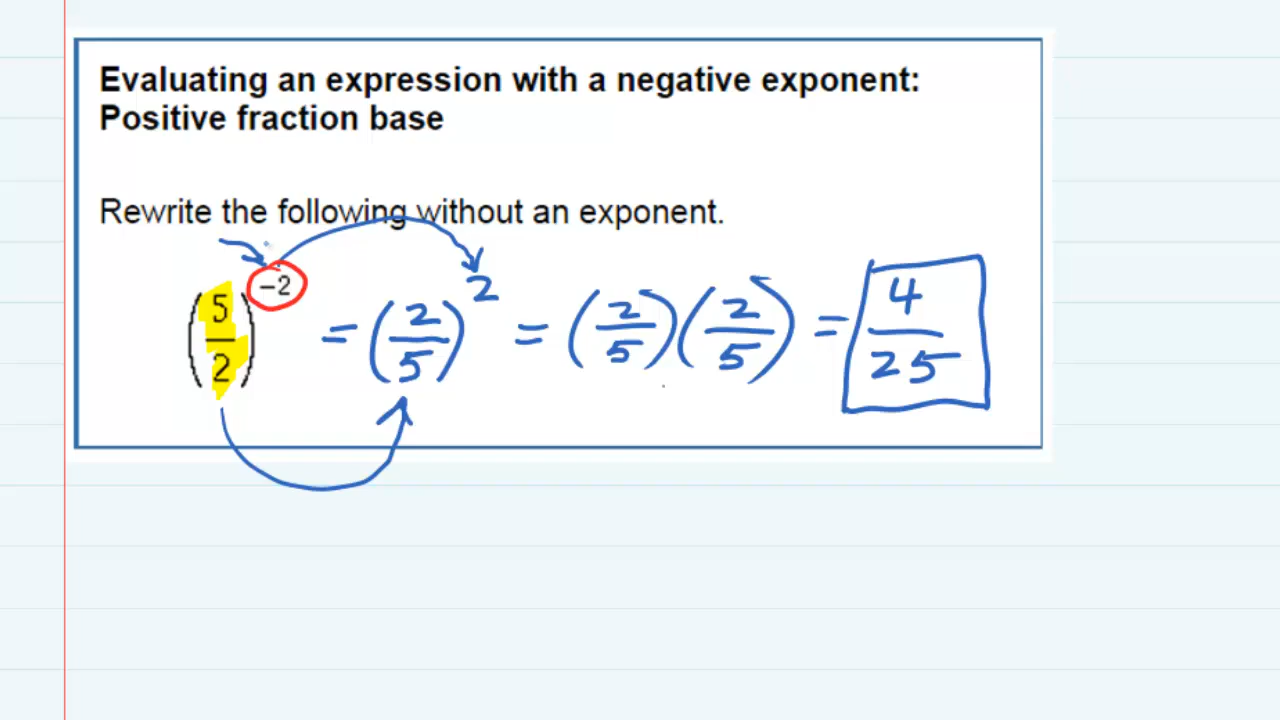 Evaluating an expression with a negative exponent:
Positive fraction base
Rewrite the following without an exponent.
(5/2)^-2 = (2/5)^2 = (2/5)(2/5) = 4/25